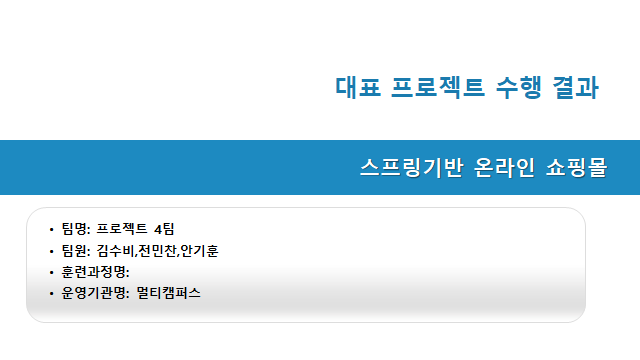 대표 프로젝트 수행 결과
스프링기반 온라인 쇼핑몰
• 팀명: 프로젝트 4팀
• 팀원: 김수비,전민찬,안기훈
• 훈련과정명:
• 운영기관명: 멀티캠퍼스